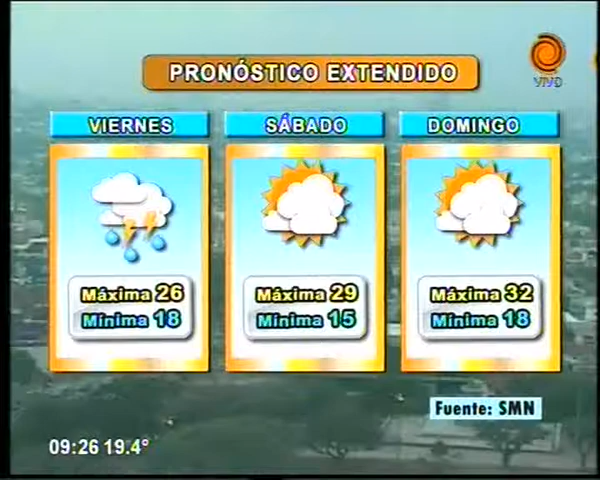 PRONÓSTICO EXTENDIDO
VIVO
VIERNES
SÁBADO
DOMINGO
Máxima 26
Mínima 18
Máxima 29
Mínima 15
Máxima 32
Mínima 18
Fuente: SMN
09:26 19.4°